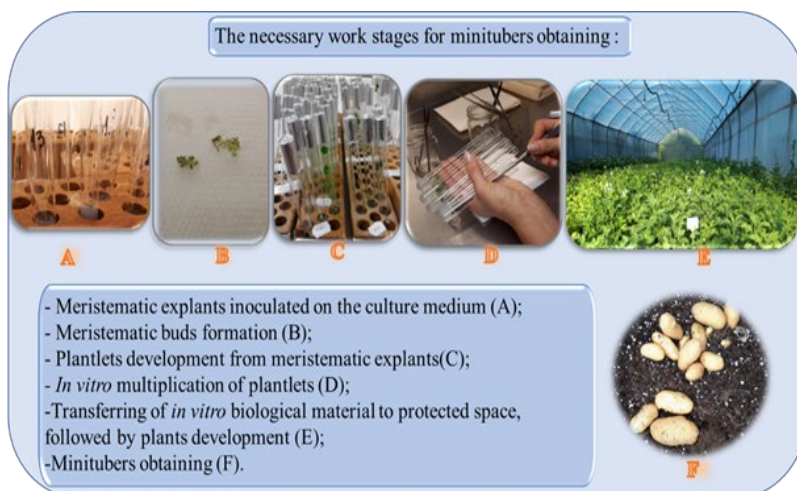 The necessary work stages for minitubers obtaining :
A
B
C
D
E
- Meristematic explants inoculated on the culture medium (A);
- Meristematic buds formation (B);
- Plantlets development from meristematic explants(C);
- In vitro multiplication of plantlets (D);
-Transferring of in vitro biological material to protected space,
followed by plants development (E);
-Minitubers obtaining (F).
F